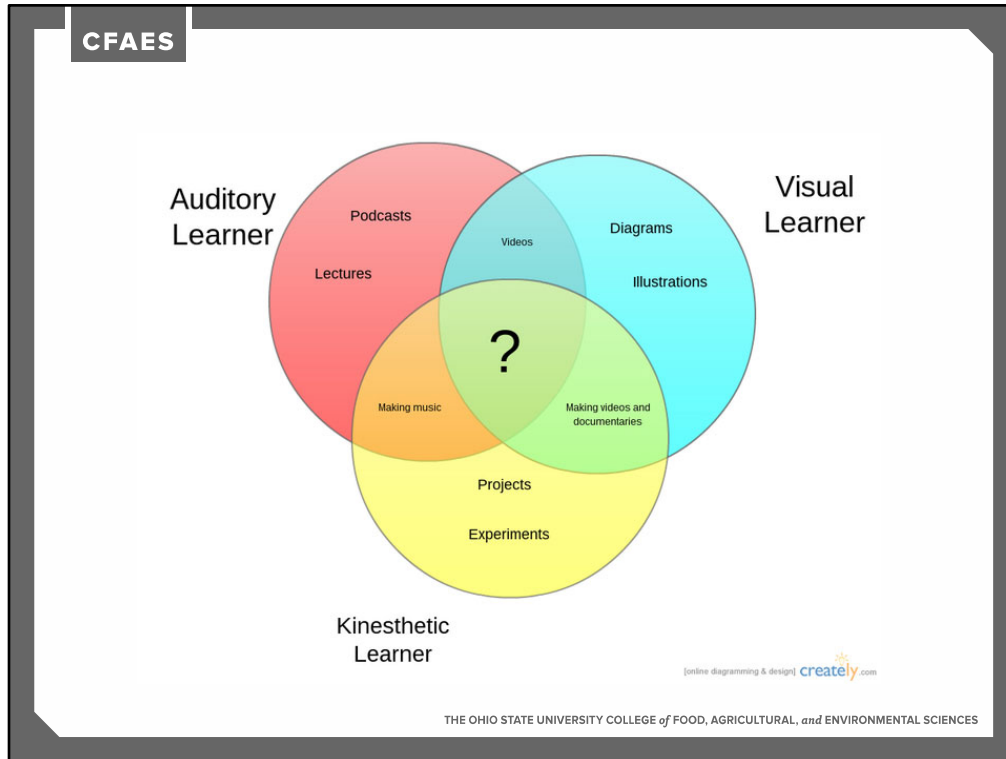 CFAES
Auditory
Learner
Visual
Learner
Podcasts
Lectures
Videos
Diagrams
Illustrations
?
Making music
Making videos and
documentaries
Projects
Experiments
Kinesthetic
Learner
[online diagramming & design] creately.com
THE OHIO STATE UNIVERSITY COLLEGE of FOOD, AGRICULTURAL, and ENVIRONMENTAL SCIENCES